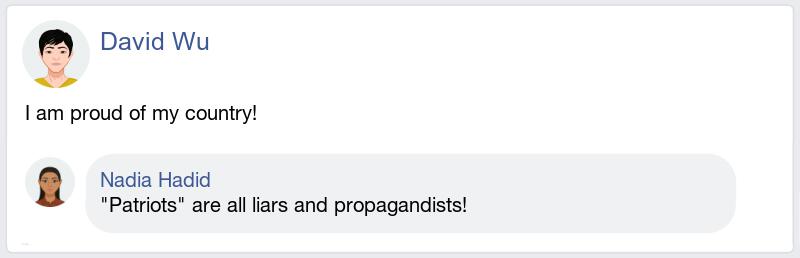 David Wu
I am proud of my country!
Nadia Hadid
"Patriots" are all liars and propagandists!